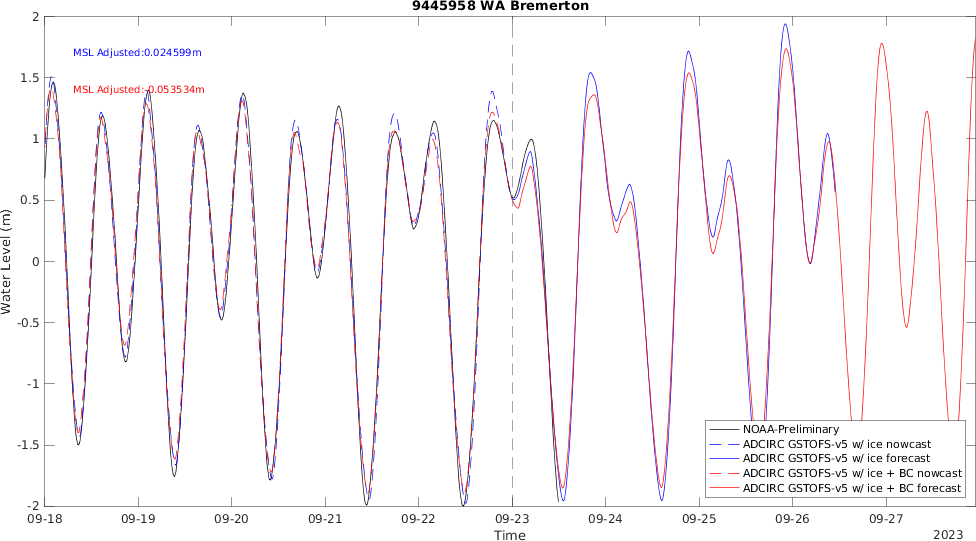 9445958 WA Bremerton
2
MSL Adjusted:0.024599m
1.5
MSL Adjusted:-0.053534m
1
0.5
Water Level (m)
0
-0.5
-1
-1.5
-2
NOAA-Preliminary
ADCIRC GSTOFS-v5 w/ ice nowcast
ADCIRC GSTOFS-v5 w/ ice forecast
ADCIRC GSTOFS-v5 w/ ice + BC nowcast
ADCIRC GSTOFS-v5 w/ ice + BC forecast
09-18 09-19 09-20 09-21 09-22 09-23 09-24 09-25 09-26 09-27
Time
2023